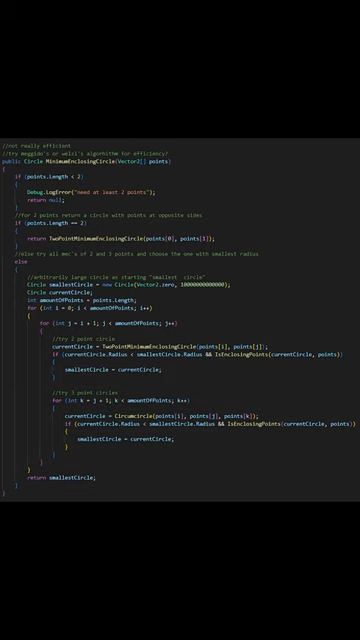 //not really efficient
//try meggido's or welzl's algorhithm for efficiency?
public Circle MinimumEnclosingCircle(Vector2[] points)
{
if (points.Length < 2)
{
Debug.LogError("need at least 2 points");
return null;
}
//for 2 points return a circle with points at opposite sides
if (points.Length == 2)
{
return TwoPointMinimumEnclosingCircle(points[0], points[1]);
}
//else try all mec's of 2 and 3 points and choose the one with smallest radius
else
{
//arbitrarily large circle as starting "smallest circle"
Circle smallestCircle = new Circle(Vector2.zero, 10000000000000);
Circle currentCircle;
int amountOfPoints = points.Length;
for (int i = 0; i < amountOfPoints; i++)
{
for (int j = i + 1; j < amountOfPoints; j++)
{
//try 2 point circle
currentCircle = TwoPointMinimumEnclosingCircle(points[i], points[j]);
if (currentCircle.Radius < smallestCircle.Radius && IsEnclosingPoints(currentCircle, points))
{
smallestCircle = currentCircle;
}
//try 3 point circles
for (int k = j + 1; k < amountOfPoints; k++)
{
currentCircle = Circumcircle(points[i], points[j], points[k]);
if (currentCircle.Radius < smallestCircle.Radius && IsEnclosingPoints(currentCircle, points))
{
smallestCircle = currentCircle;
}
}
}
}
return smallestCircle;
}
}